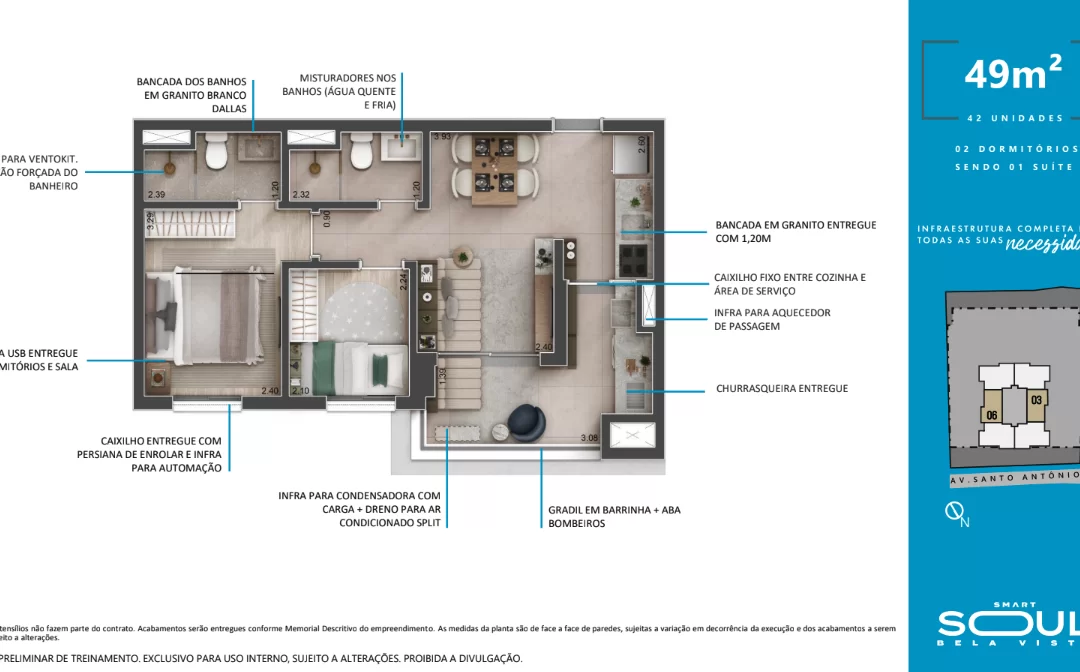 BANCADA DOS BANHOS
EM GRANITO BRANCO
DALLAS
MISTURADORES NOS
BANHOS (ÁGUA QUENTE
E FRIA)
PARA VENTOKIT.
ÃO FORÇADA DO
BANHEIRO
A USB ENTREGUE
MITÓRIOS E SALA
CAIXILHO ENTREGUE COM
PERSIANA DE ENROLAR E INFRA
PARA AUTOMAÇÃO
INFRA PARA CONDENSADORA COM
CARGA + DRENO PARA AR
CONDICIONADO SPLIT
GRADIL EM BARRINHA + ABA
BOMBEIROS
BANCADA EM GRANITO ENTREGUE
COM 1,20M
CAIXILHO FIXO ENTRE COZINHA E
ÁREA DE SERVIÇO
INFRA PARA AQUECEDOR
DE PASSAGEM
CHURRASQUEIRA ENTREGUE
3.93
2.60
2.39
1.20
2.32
1.20
3.29
0.90
2.24
2.40
1.39
2.40
2.10
3.08
49m²
42 UNIDADES
02 DORMITÓRIOS
SENDO 01 SUÍTE
INFRAESTRUTURA COMPLETA
TODAS AS SUAS necessida
06
03
AV. SANTO ANTÔNIO
N
SMART
SOUL
BELA VIST
tensílios não fazem parte do contrato. Acabamentos serão entregues conforme Memorial Descritivo do empreendimento. As medidas da planta são de face a face de paredes, sujeitas a variação em decorrência da execução e dos acabamentos a serem
eito a alterações.
PRELIMINAR DE TREINAMENTO. EXCLUSIVO PARA USO INTERNO, SUJEITO A ALTERAÇÕES. PROIBIDA A DIVULGAÇÃO.